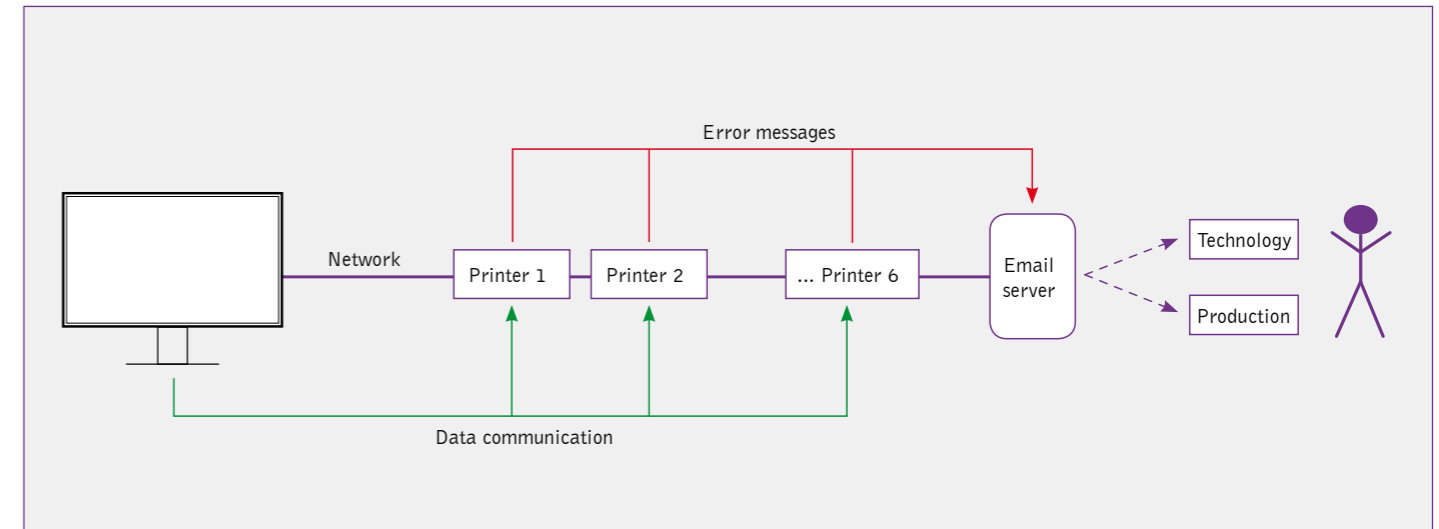 Error messages
Network
Printer 1
Printer 2
... Printer 6
Email
server
Technology
Production
Data communication